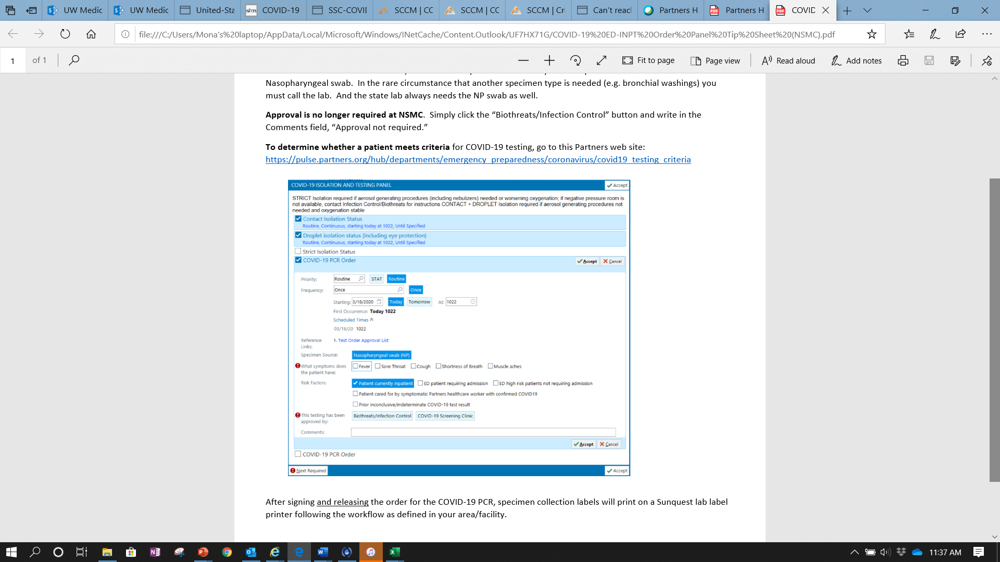 UW Medic
UW Medic
United-Sta
shm COVID-19
SSC-COVI
SCCM | CC
SCCM | CC
SCCM | Cri
Can't reac
Partners H
Partners H
COVID
file:///C:/Users/Mona's%20laptop/AppData/Local/Microsoft/Windows/INetCache/Content.Outlook/UF7HX71G/COVID-19%20ED-INPT%20Order%20Panel%20Tip%20Sheet%20(NSMC).pdf
1 of 1 Fit to page Page view Read aloud Add notes
Nasopharyngeal swab. In the rare circumstance that another specimen type is needed (e.g. bronchial washings) you
must call the lab. And the state lab always needs the NP swab as well.
Approval is no longer required at NSMC. Simply click the “Biothreats/Infection Control” button and write in the
Comments field, “Approval not required.”
To determine whether a patient meets criteria for COVID-19 testing, go to this Partners web site:
https://pulse.partners.org/hub/departments/emergency_preparedness/coronavirus/covid19_testing_criteria
COVID-19 ISOLATION AND TESTING PANEL Accept
STRICT Isolation required if aerosol generating procedures (including nebulizers) needed or worsening oxygenation; if negative pressure room is
not available, contact Infection Control/Biothreats for instructions CONTACT + DROPLET Isolation required if aerosol generating procedures not
needed and oxygenation stable
Contact Isolation Status
Routine, Continuous, starting today at 1022, Until Specified
Droplet isolation status (including eye protection)
Routine, Continuous, starting today at 1022, Until Specified
Strict Isolation Status
COVID-19 PCR Order Accept Cancel
Priority: Routine STAT Routine
Frequency: Once Once
Starting: 3/18/2020 Today Tomorrow At: 1022
First Occurrence: Today 1022
Scheduled Times
03/18/20 1022
Reference 1. Test Order Approval List
Links:
Specimen Source: Nasopharyngeal swab (NP)
What symptoms does Fever Sore Throat Cough Shortness of Breath Muscle aches
the patient have:
Risk Factors: Patient currently inpatient ED patient requiring admission ED high risk patients not requiring admission
Patient cared for by symptomatic Partners healthcare worker with confirmed COVID19
Prior inconclusive/indeterminate COVID-19 test result
This testing has been Biothreats/Infection Control COVID-19 Screening Clinic
approved by:
Comments:
Accept Cancel
COVID-19 PCR Order
Next Required Accept
After signing and releasing the order for the COVID-19 PCR, specimen collection labels will print on a Sunquest lab label
printer following the workflow as defined in your area/facility.
11:37 AM